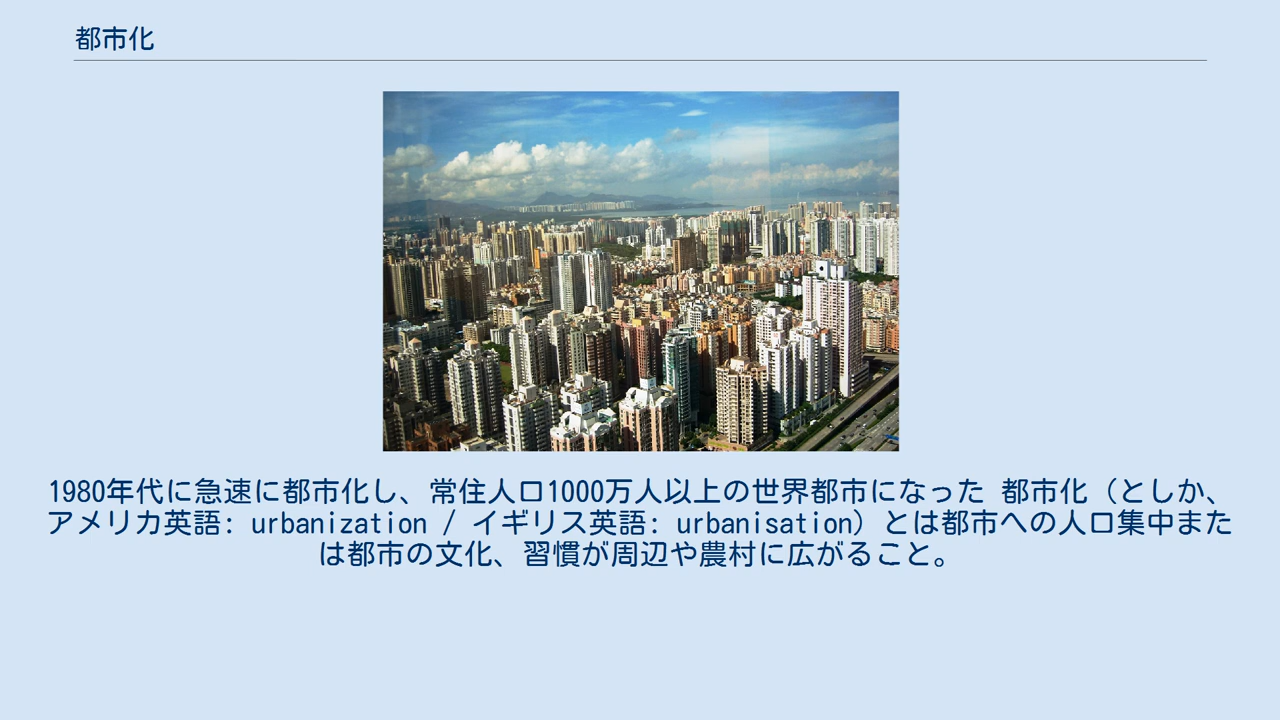 都市化
1980年代に急速に都市化し、常住人口1000万人以上の世界都市になった 都市化（としか、
アメリカ英語: urbanization / イギリス英語: urbanisation）とは都市への人口集中また
は都市の文化、習慣が周辺や農村に広がること。